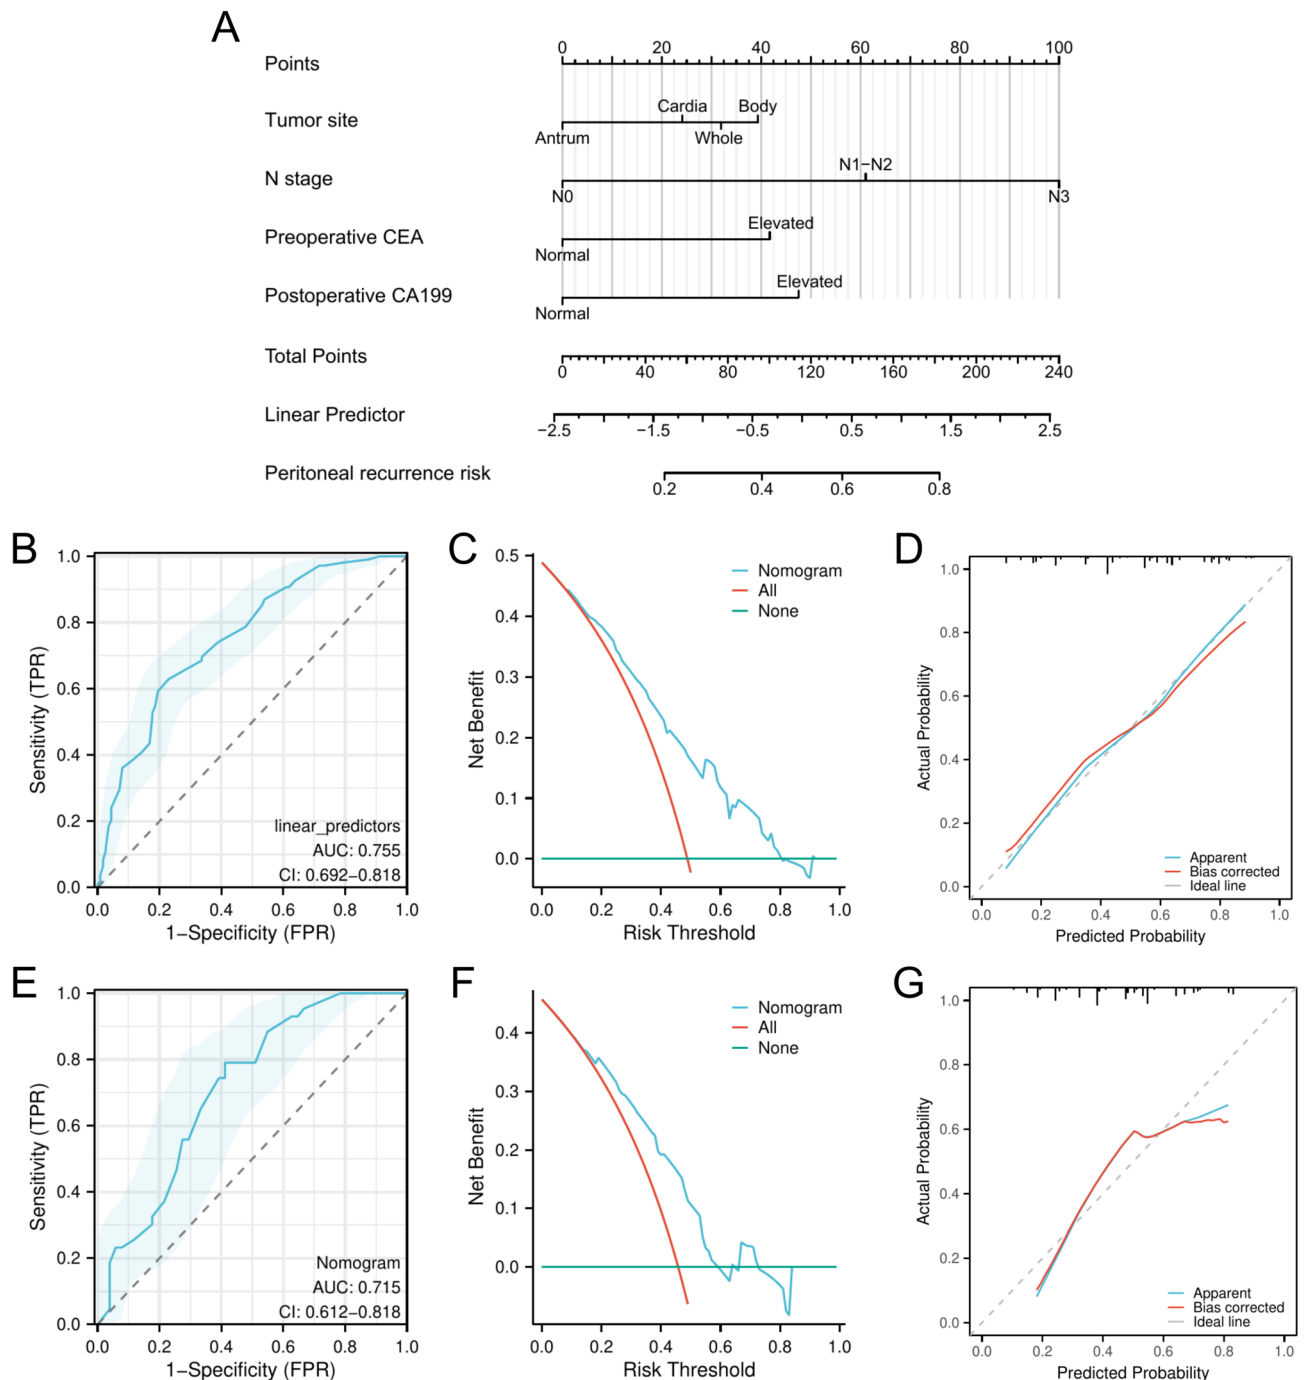 A
Points
0 20 40 60 80 100
Tumor site
Cardia Body
Antrum Whole
N stage
N1−N2
N0 N3
Preoperative CEA
Elevated
Normal
Postoperative CA199
Elevated
Normal
Total Points
0 40 80 120 160 200 240
Linear Predictor
−2.5 −1.5 −0.5 0.5 1.5 2.5
Peritoneal recurrence risk
0.2 0.4 0.6 0.8
B
Sensitivity (TPR)
1.0
0.8
0.6
0.4
0.2
0.0
linear_predictors
AUC: 0.755
CI: 0.692−0.818
0.0 0.2 0.4 0.6 0.8 1.0
1−Specificity (FPR)
C
Net Benefit
0.5
0.4
0.3
0.2
0.1
0.0
Nomogram
All
None
0.0 0.2 0.4 0.6 0.8 1.0
Risk Threshold
D
Actual Probability
1.0
0.8
0.6
0.4
0.2
0.0
Apparent
Bias corrected
Ideal line
0.0 0.2 0.4 0.6 0.8 1.0
Predicted Probability
E
Sensitivity (TPR)
1.0
0.8
0.6
0.4
0.2
0.0
Nomogram
AUC: 0.715
CI: 0.612−0.818
0.0 0.2 0.4 0.6 0.8 1.0
1−Specificity (FPR)
F
Net Benefit
0.4
0.3
0.2
0.1
0.0
Nomogram
All
None
0.0 0.2 0.4 0.6 0.8 1.0
Risk Threshold
G
Actual Probability
1.0
0.8
0.6
0.4
0.2
0.0
Apparent
Bias corrected
Ideal line
0.0 0.2 0.4 0.6 0.8 1.0
Predicted Probability